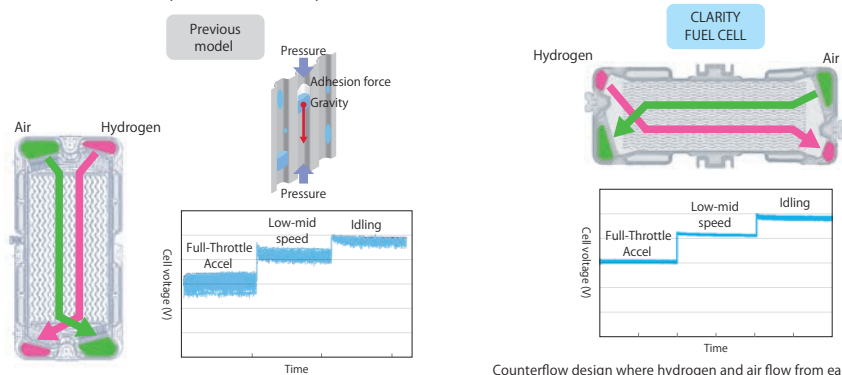 Previous
model
Pressure
Adhesion force
Gravity
Pressure
Air
Hydrogen
Full-Throttle
Accel
Low-mid
speed
Idling
Cell voltage (V)
Time
CLARITY
FUEL CELL
Hydrogen
Air
Full-Throttle
Accel
Low-mid
speed
Idling
Cell voltage (V)
Time
Counterflow design where hydrogen and air flow from ea